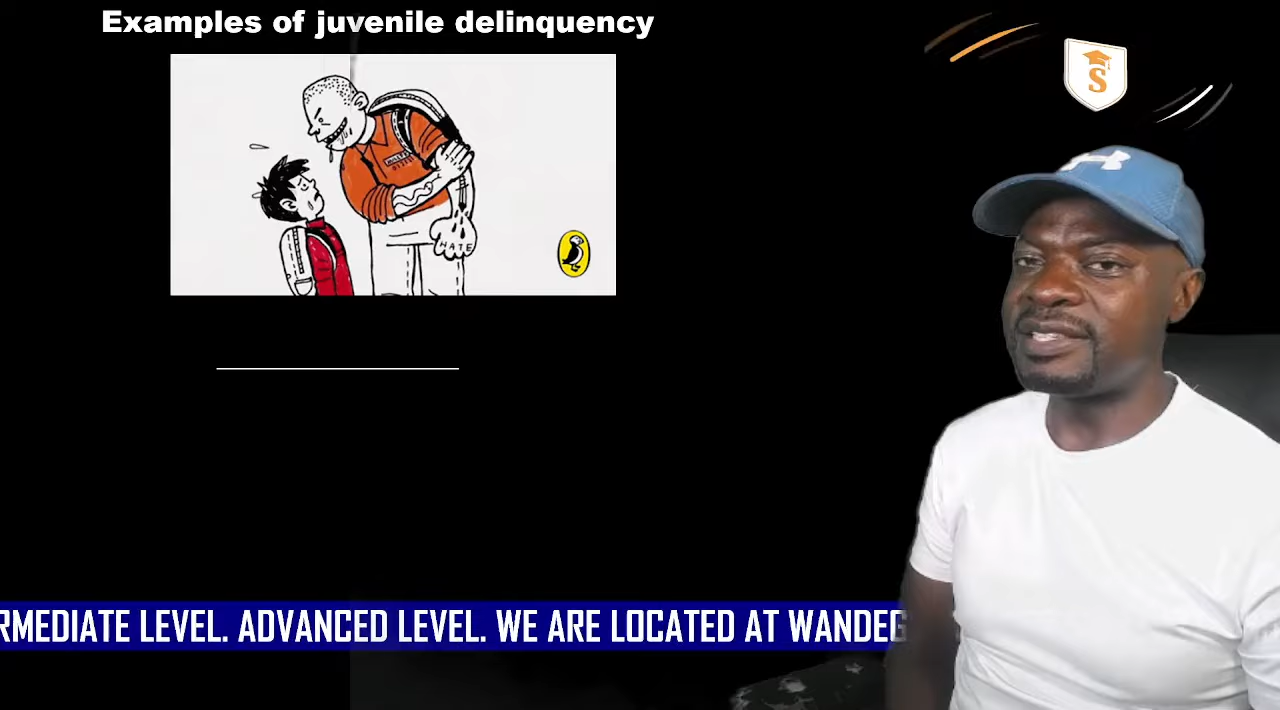 Examples of juvenile delinquency
S
HATE
RMEDIATE LEVEL. ADVANCED LEVEL. WE ARE LOCATED AT WANDEG